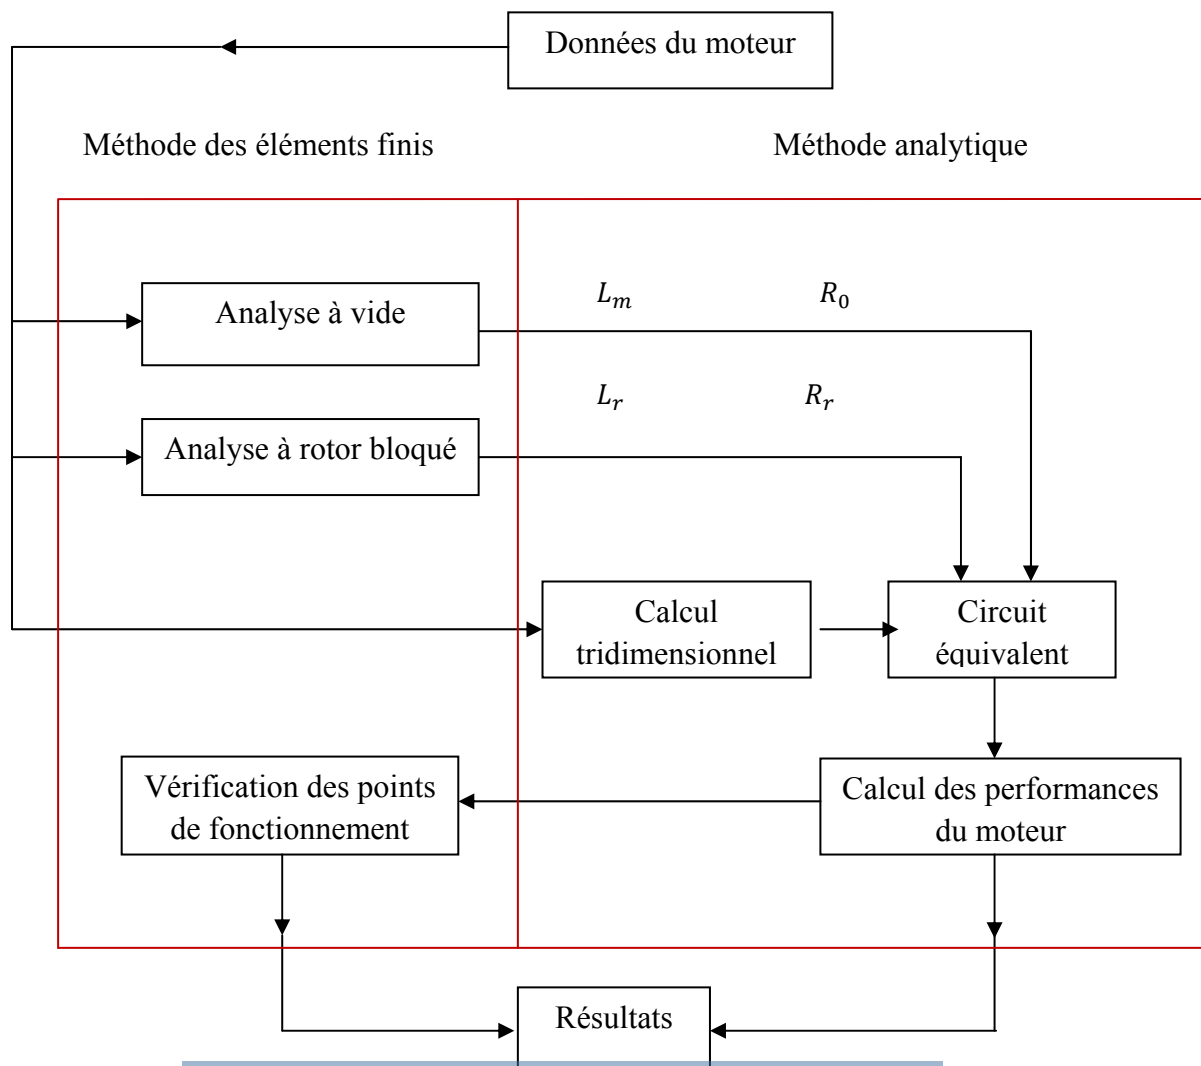 Données du moteur
Méthode des éléments finis
Méthode analytique
Analyse à vide
L_m
R_0
L_r
R_r
Analyse à rotor bloqué
Calcul
tridimensionnel
Circuit
équivalent
Vérification des points
de fonctionnement
Calcul des performances
du moteur
Résultats